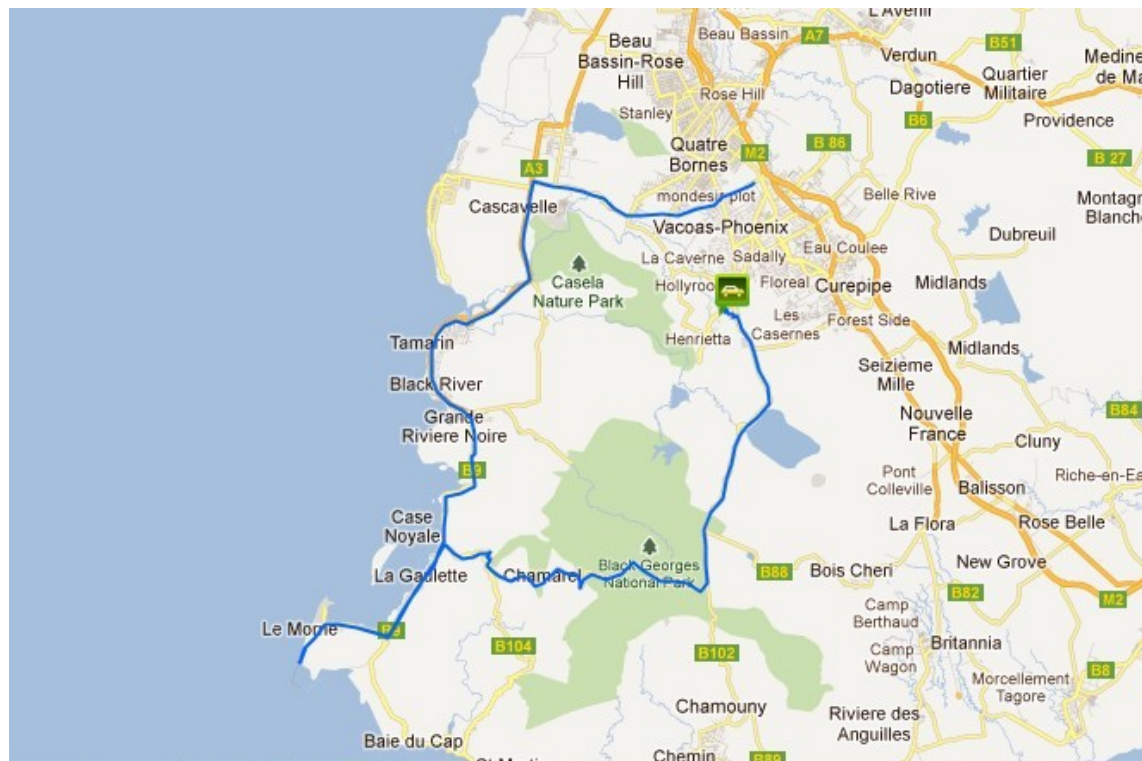 L'Avenir
Beau Bassin
A7
B51
Beau
Bassin-Rose
Hill
Verdun
Medine
de Ma
Quartier
Militaire
Dagotiere
Rose Hill
Stanley
B6
Providence
Quatre
Bornes
B 86
M2
B 27
A3
Belle Rive
mondesir plot
Montagn
Blanche
Cascavelle
Vacoas-Phoenix
Dubreuil
Eau Coulee
La Caverne
Sadally
Casela
Nature Park
Hollyroo
Floreal
Curepipe
Midlands
Les
Casernes
Forest Side
Henrietta
Tamarin
Midlands
Seizieme
Mille
Black River
B84
Nouvelle
France
Grande
Riviere Noire
Cluny
B9
Pont
Colleville
Riche-en-Ea
Balisson
Case
Noyale
La Flora
Rose Belle
Black Georges
National Park
New Grove
La Gaulette
Chamarel
B88
Bois Cheri
B82
M2
Camp
Berthaud
Le Morne
B9
B104
B102
Britannia
Camp
Wagon
B8
Morcellement
Tagore
Chamouny
Riviere des
Anguilles
Baie du Cap
Chemin
B89